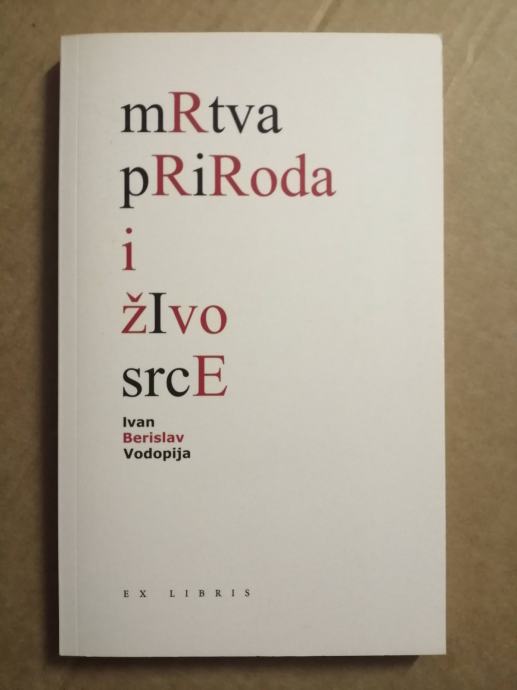 mRtva
pRiRoda
i
žIvo
srcE
Ivan
Berislav
Vodopija
EX LIBRIS